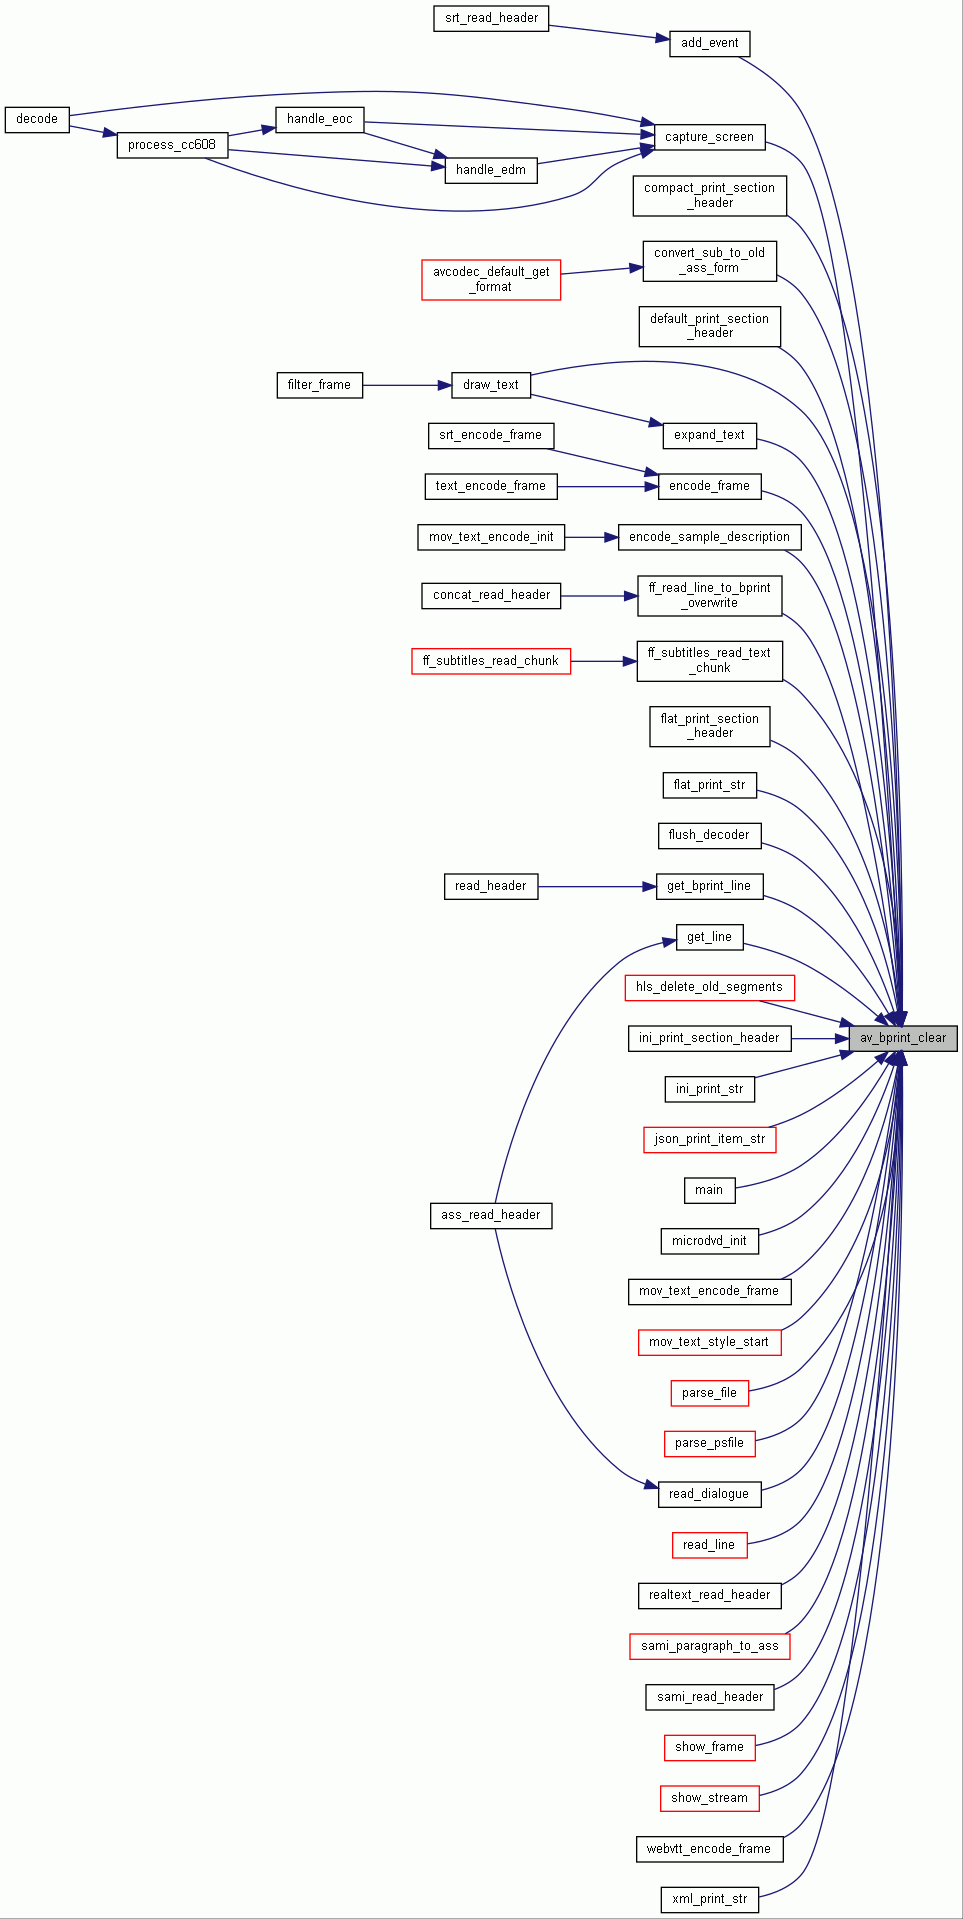 srt_read_header
add_event
decode
handle_eoc
process_cc608
capture_screen
handle_edm
compact_print_section
_header
convert_sub_to_old
_ass_form
avcodec_default_get
_format
default_print_section
_header
filter_frame
draw_text
srt_encode_frame
expand_text
text_encode_frame
encode_frame
mov_text_encode_init
encode_sample_description
concat_read_header
ff_read_line_to_bprint
_overwrite
ff_subtitles_read_chunk
ff_subtitles_read_text
_chunk
flat_print_section
_header
flat_print_str
flush_decoder
read_header
get_bprint_line
get_line
hls_delete_old_segments
ini_print_section_header
av_bprint_clear
ini_print_str
json_print_item_str
main
ass_read_header
microdvd_init
mov_text_encode_frame
mov_text_style_start
parse_file
parse_psfile
read_dialogue
read_line
realtext_read_header
sami_paragraph_to_ass
sami_read_header
show_frame
show_stream
webvtt_encode_frame
xml_print_str